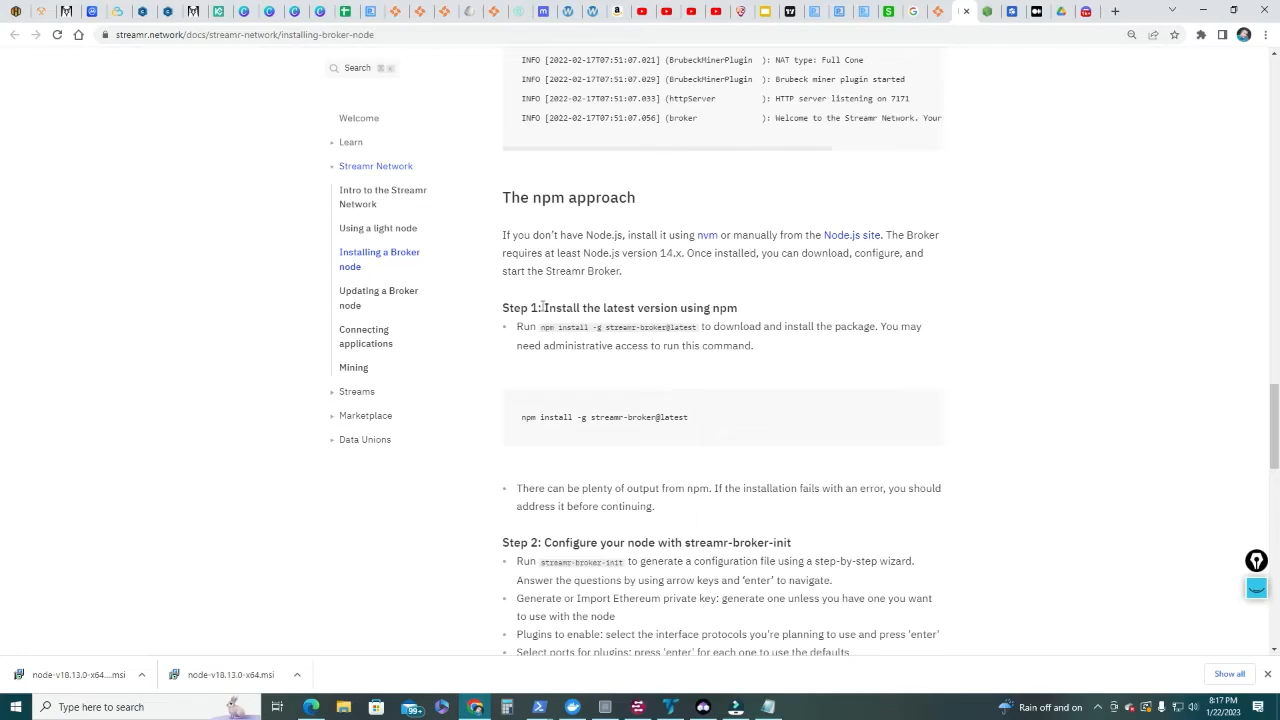 streamr.network/docs/streamr-network/installing-broker-node
Search
INFO [2022-02-17T07:51:07.021] (BrubeckMinerPlugin ): NAT type: Full Cone
INFO [2022-02-17T07:51:07.029] (BrubeckMinerPlugin ): Brubeck miner plugin started
INFO [2022-02-17T07:51:07.033] (httpServer ): HTTP server listening on 7171
INFO [2022-02-17T07:51:07.056] (broker ): Welcome to the Streamr Network. Your
Welcome
Learn
Streamr Network
Intro to the Streamr
Network
Using a light node
Installing a Broker
node
Updating a Broker
node
Connecting
applications
Mining
Streams
Marketplace
Data Unions
The npm approach
If you don’t have Node.js, install it using nvm or manually from the Node.js site. The Broker
requires at least Node.js version 14.x. Once installed, you can download, configure, and
start the Streamr Broker.
Step 1: Install the latest version using npm
Run npm install -g streamr-broker@latest to download and install the package. You may
need administrative access to run this command.
npm install -g streamr-broker@latest
There can be plenty of output from npm. If the installation fails with an error, you should
address it before continuing.
Step 2: Configure your node with streamr-broker-init
Run streamr-broker-init to generate a configuration file using a step-by-step wizard.
Answer the questions by using arrow keys and ‘enter’ to navigate.
Generate or Import Ethereum private key: generate one unless you have one you want
to use with the node
Plugins to enable: select the interface protocols you're planning to use and press 'enter'
Select ports for plugins: press 'enter' for each one to use the defaults
node-v18.13.0-x64....msi
node-v18.13.0-x64.msi
Show all
Type here to search
99+
Rain off and on
8:17 PM
1/22/2023